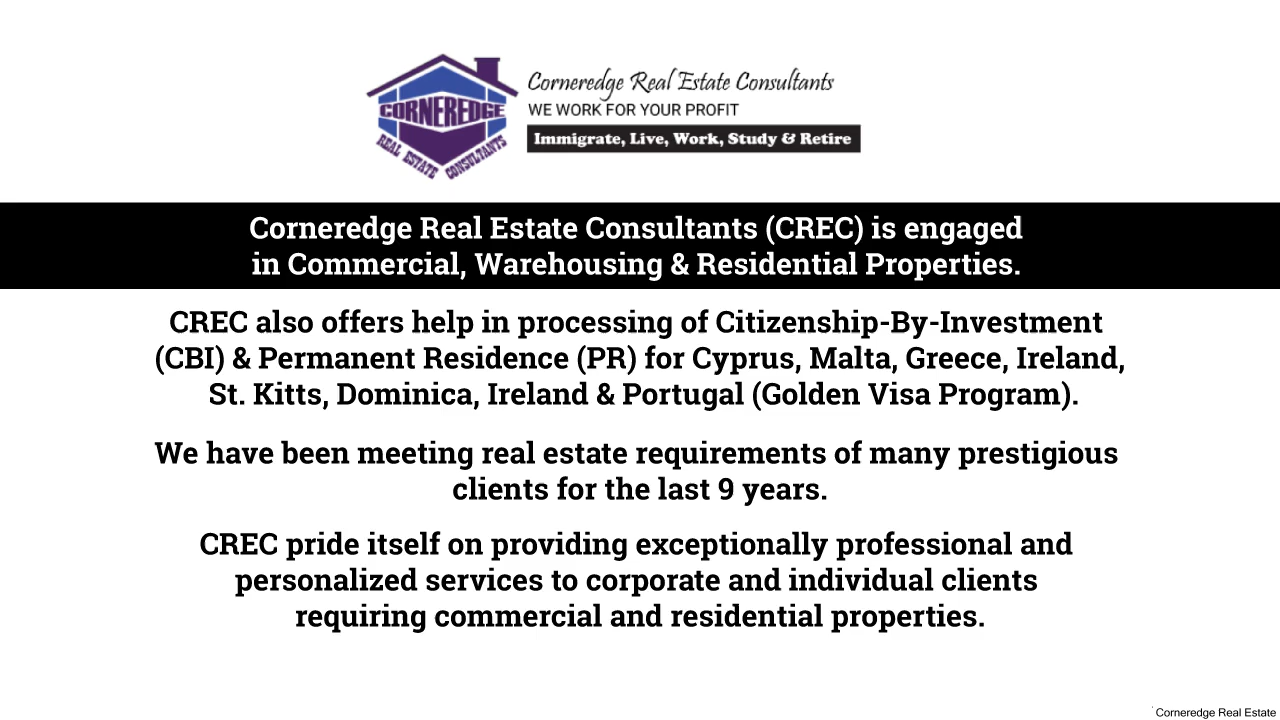 CORNEREDGE
REAL ESTATE CONSULTANTS
Corneredge Real Estate Consultants
WE WORK FOR YOUR PROFIT
Immigrate, Live, Work, Study & Retire
Corneredge Real Estate Consultants (CREC) is engaged
in Commercial, Warehousing & Residential Properties.
CREC also offers help in processing of Citizenship-By-Investment
(CBI) & Permanent Residence (PR) for Cyprus, Malta, Greece, Ireland,
St. Kitts, Dominica, Ireland & Portugal (Golden Visa Program).
We have been meeting real estate requirements of many prestigious
clients for the last 9 years.
CREC pride itself on providing exceptionally professional and
personalized services to corporate and individual clients
requiring commercial and residential properties.
Corneredge Real Estate